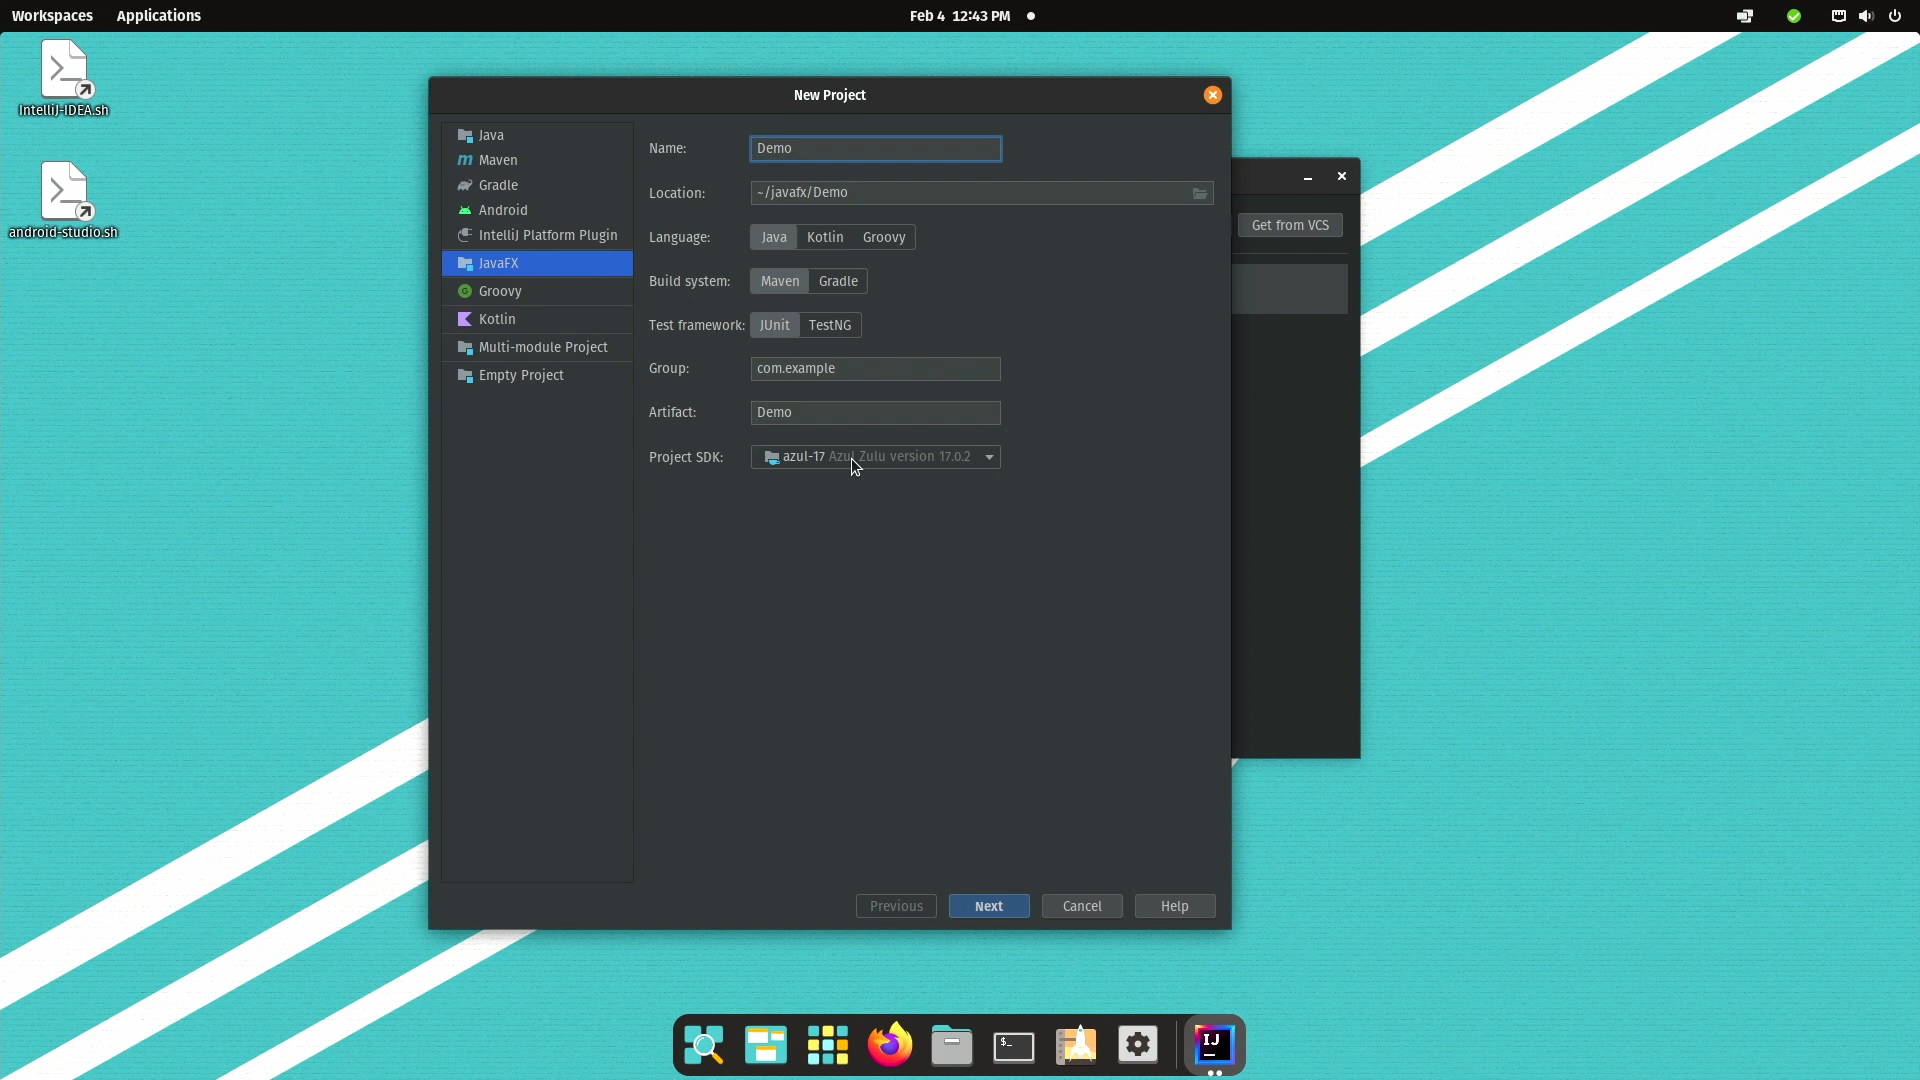 Workspaces Applications Feb 4 12:43 PM
IntelliJ-IDEA.sh
android-studio.sh
New Project
Java
Maven
Gradle
Android
IntelliJ Platform Plugin
JavaFX
Groovy
Kotlin
Multi-module Project
Empty Project
Name: Demo
Location: ~/javafx/Demo
Language: Java Kotlin Groovy
Build system: Maven Gradle
Test framework: JUnit TestNG
Group: com.example
Artifact: Demo
Project SDK: azul-17 Azul Zulu version 17.0.2
Previous Next Cancel Help
Get from VCS
$_
IJ